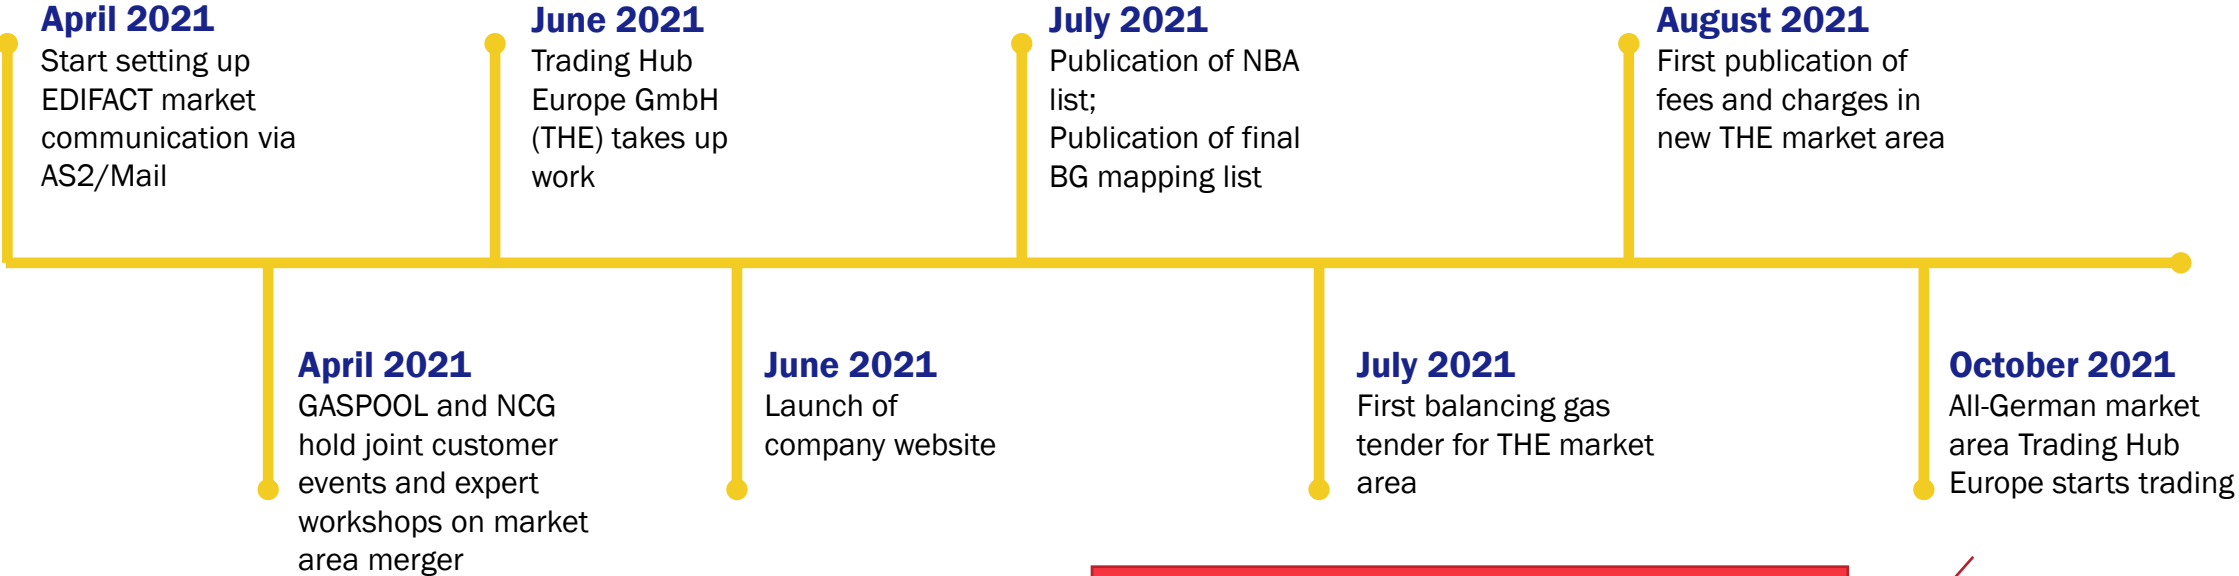 April 2021
Start setting up
EDIFACT market
communication via
AS2/Mail
April 2021
GASPOOL and NCG
hold joint customer
events and expert
workshops on market
area merger
June 2021
Trading Hub
Europe GmbH
(THE) takes up
work
June 2021
Launch of
company website
July 2021
Publication of NBA
list;
Publication of final
BG mapping list
July 2021
First balancing gas
tender for THE market
area
August 2021
First publication of
fees and charges in
new THE market area
October 2021
All-German market
area Trading Hub
Europe starts trading